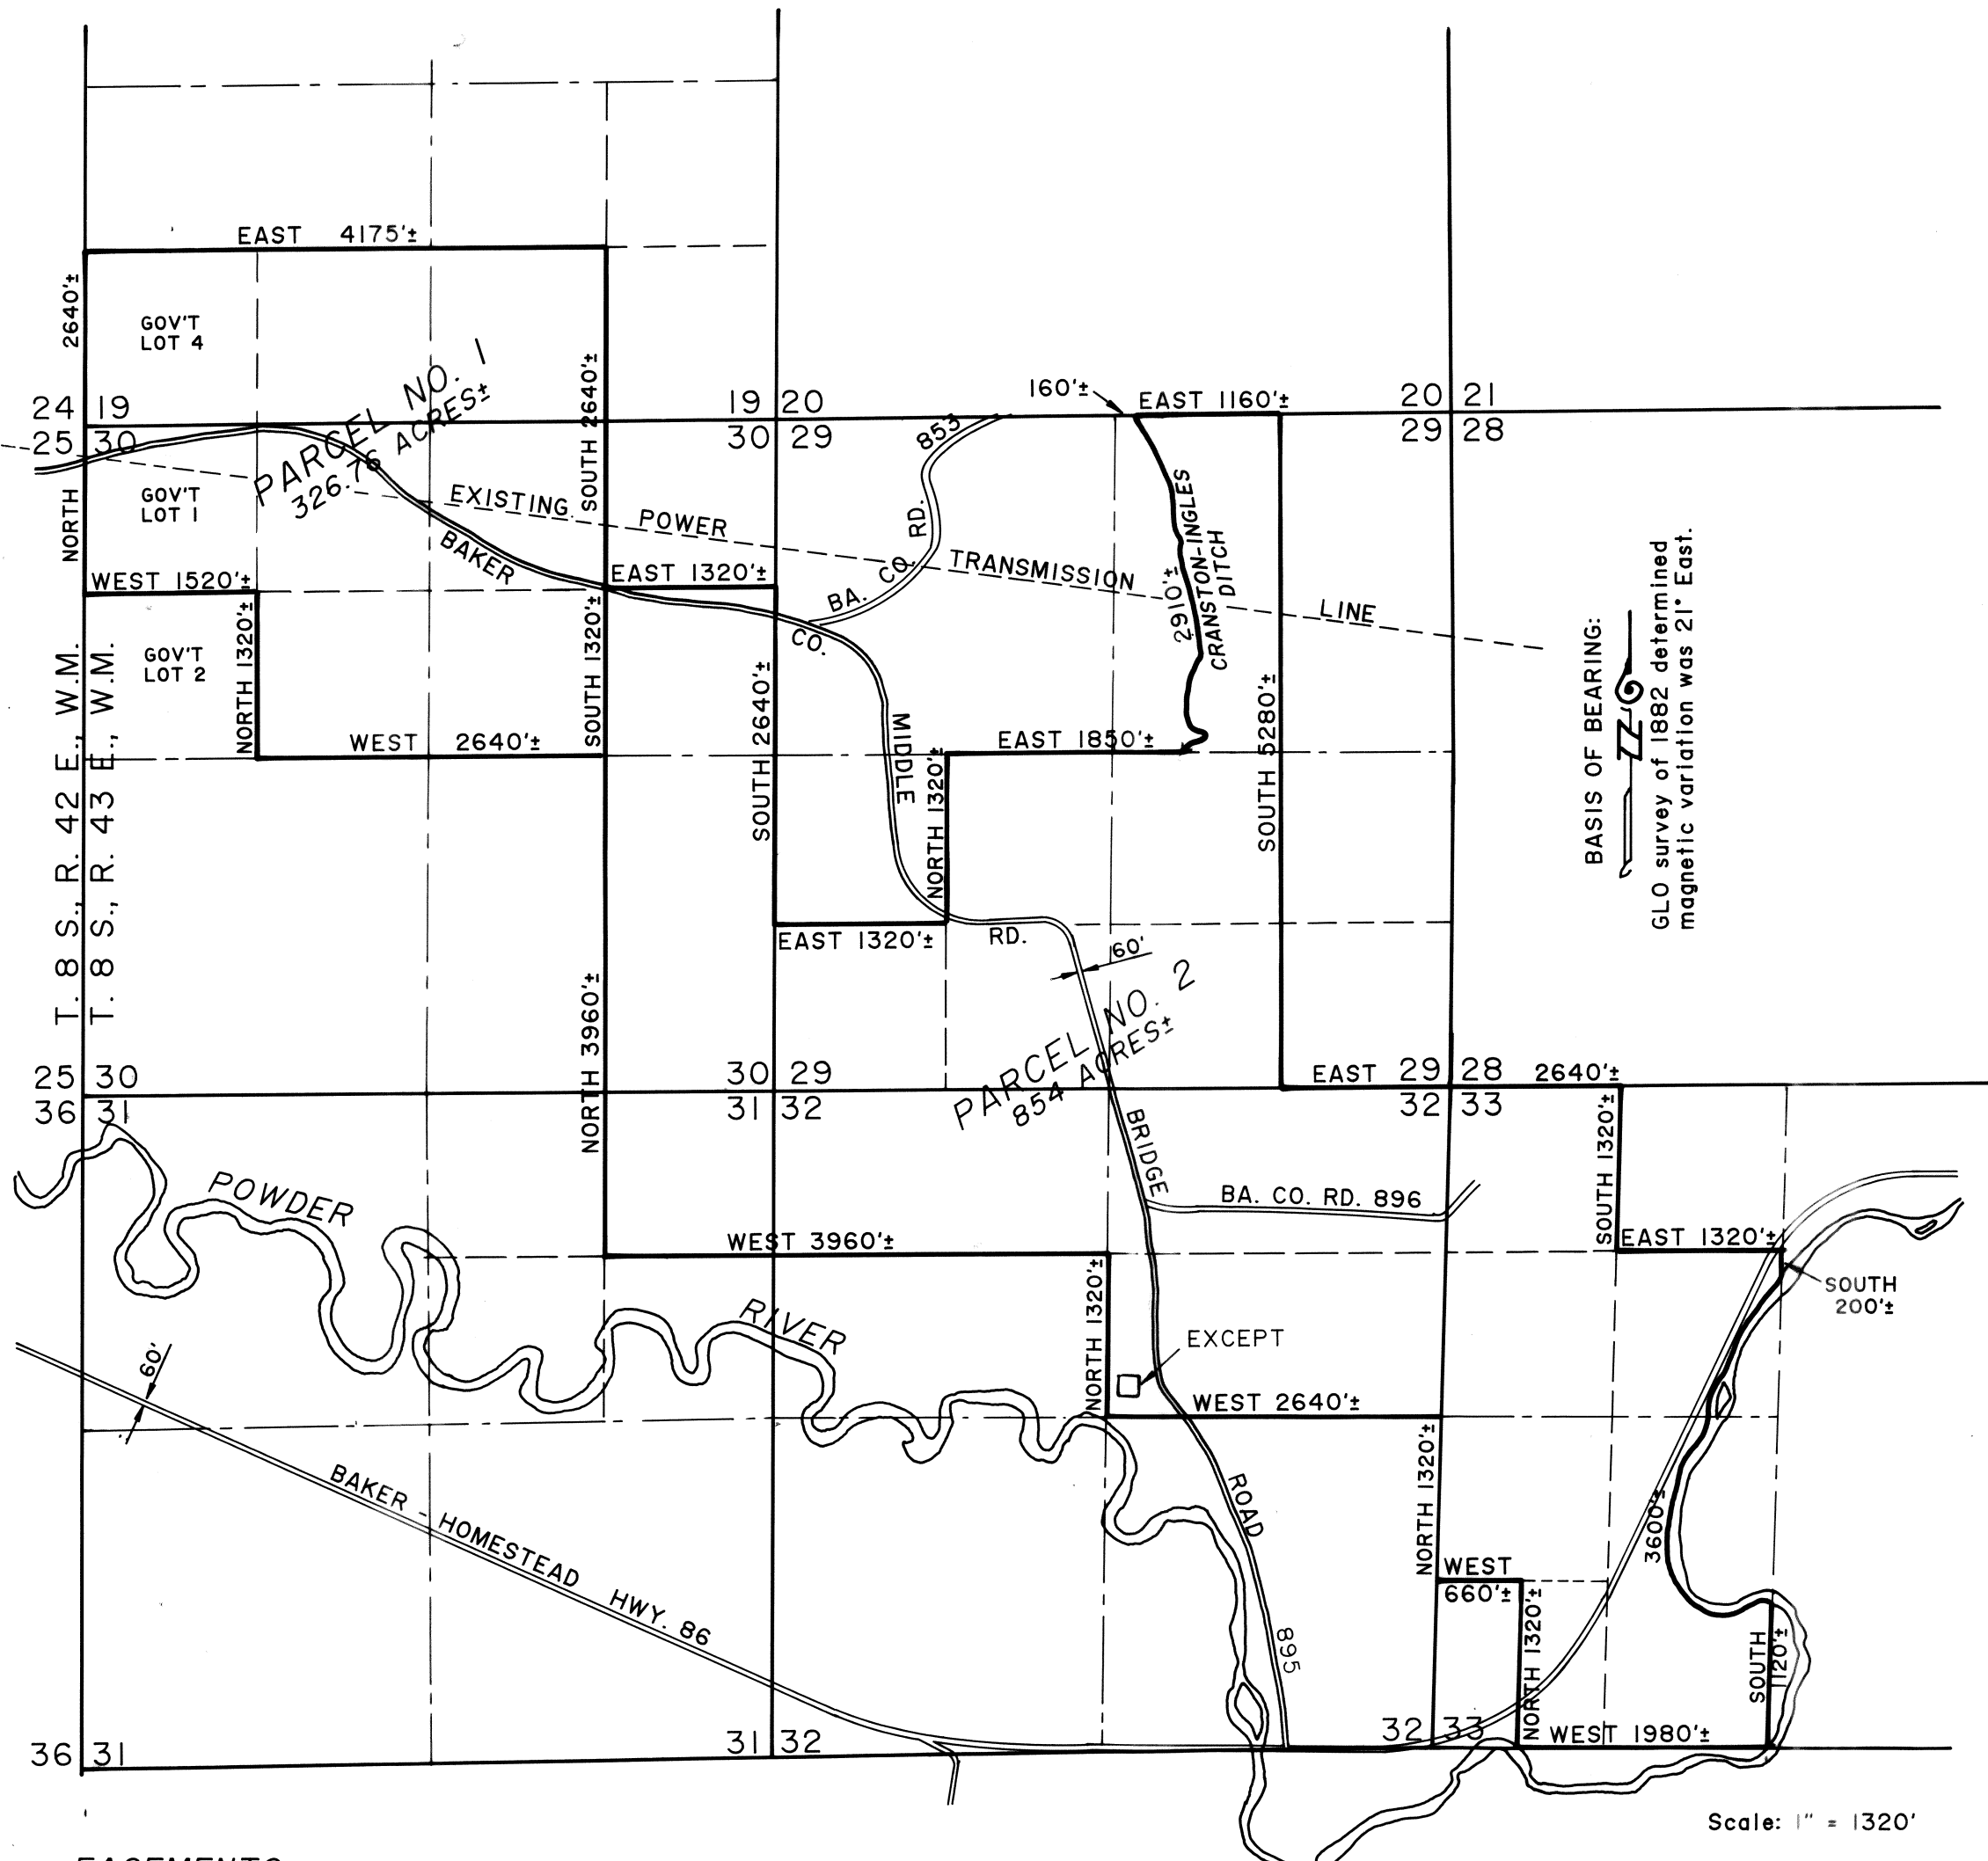 EAST 4175'±
2640'±
GOV'T
LOT 4
PARCEL NO. 1
326.76 ACRES±
SOUTH 2640'±
24 19
25 30
19 20
30 29
160'±
EAST 1160'±
20 21
29 28
853
BA. CO. RD.
NORTH
GOV'T
LOT 1
EXISTING POWER TRANSMISSION LINE
BAKER CO. MIDDLE RD. BRIDGE ROAD
CRANSTON-INGLES
DITCH
2910'±
WEST 1520'±
EAST 1320'±
GOV'T
LOT 2
NORTH 1320'±
SOUTH 1320'±
WEST 2640'±
SOUTH 2640'±
SOUTH 5280'±
EAST 1850'±
NORTH 1320'±
EAST 1320'±
T. 8 S., R. 42 E., W.M.
T. 8 S., R. 43 E., W.M.
BASIS OF BEARING:
GLO survey of 1882 determined
magnetic variation was 21° East.
60'
PARCEL NO. 2
854 ACRES±
NORTH 3960'±
25 30
36 31
30 29
31 32
EAST 2640'±
29 28
32 33
SOUTH 1320'±
POWDER RIVER
BA. CO. RD. 896
WEST 3960'±
EAST 1320'±
SOUTH
200'±
NORTH 1320'±
EXCEPT
WEST 2640'±
60'
BAKER - HOMESTEAD HWY. 86
895
NORTH 1320'±
3600'±
WEST
660'±
NORTH 1320'±
SOUTH
1120'±
WEST 1980'±
36 31
31 32
32 33
Scale: 1" = 1320'
EASEMENTS